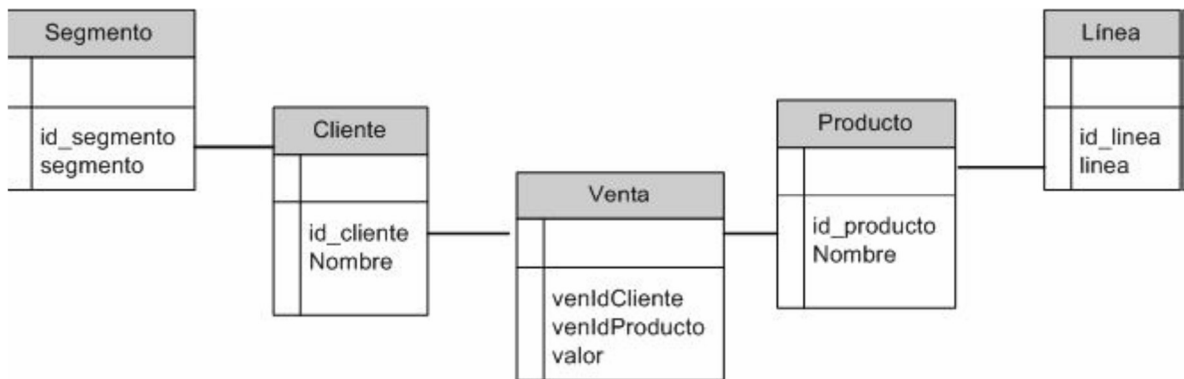 Segmento
id_segmento
segmento
Cliente
id_cliente
Nombre
Venta
venIdCliente
venIdProducto
valor
Producto
id_producto
Nombre
Línea
id_linea
linea